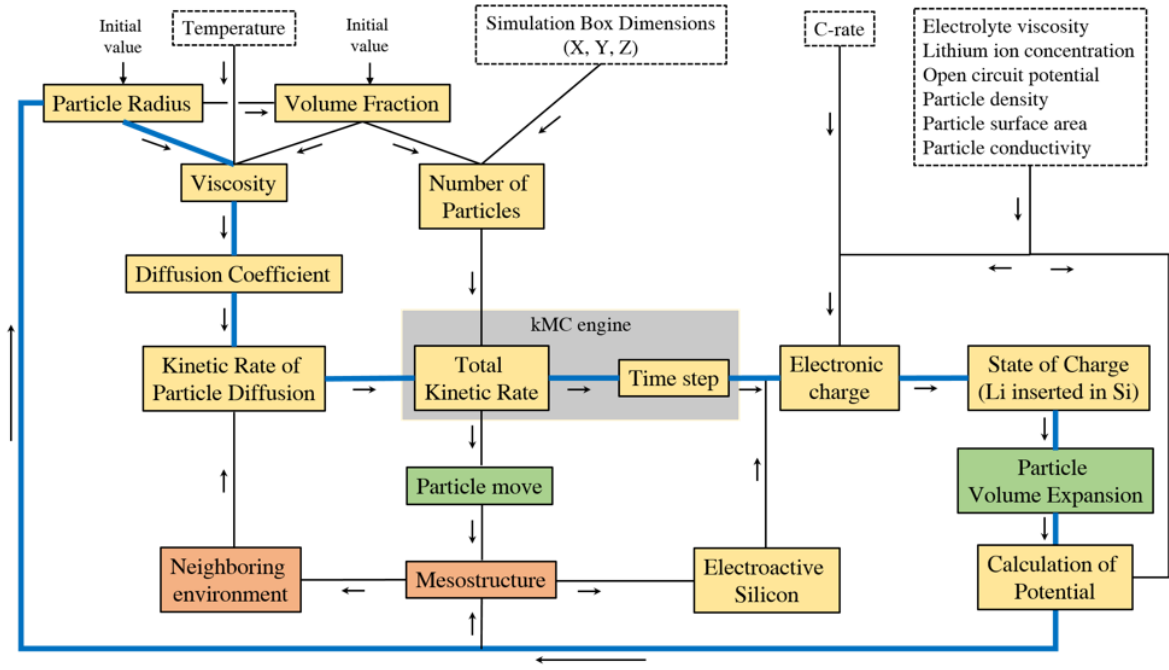 Initial
value
Temperature
Initial
value
Simulation Box Dimensions
(X, Y, Z)
C-rate
Electrolyte viscosity
Lithium ion concentration
Open circuit potential
Particle density
Particle surface area
Particle conductivity
Particle Radius
Volume Fraction
Viscosity
Number of
Particles
Diffusion Coefficient
kMC engine
Kinetic Rate of
Particle Diffusion
Total
Kinetic Rate
Time step
Electronic
charge
State of Charge
(Li inserted in Si)
Particle move
Particle
Volume Expansion
Neighboring
environment
Mesostructure
Electroactive
Silicon
Calculation of
Potential